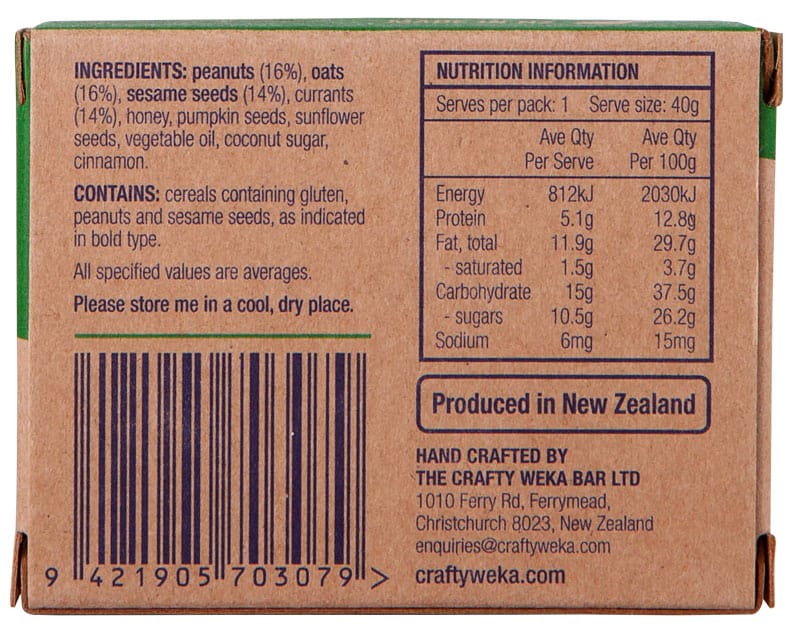 MADE IN NZ
INGREDIENTS: peanuts (16%), oats
(16%), sesame seeds (14%), currants
(14%), honey, pumpkin seeds, sunflower
seeds, vegetable oil, coconut sugar,
cinnamon.
CONTAINS: cereals containing gluten,
peanuts and sesame seeds, as indicated
in bold type.
All specified values are averages.
Please store me in a cool, dry place.
9 421905 703079 >
NUTRITION INFORMATION
Serves per pack: 1 Serve size: 40g
Ave Qty Ave Qty
Per Serve Per 100g
Energy 812kJ 2030kJ
Protein 5.1g 12.8g
Fat, total 11.9g 29.7g
- saturated 1.5g 3.7g
Carbohydrate 15g 37.5g
- sugars 10.5g 26.2g
Sodium 6mg 15mg
Produced in New Zealand
HAND CRAFTED BY
THE CRAFTY WEKA BAR LTD
1010 Ferry Rd, Ferrymead,
Christchurch 8023, New Zealand
enquiries@craftyweka.com
craftyweka.com